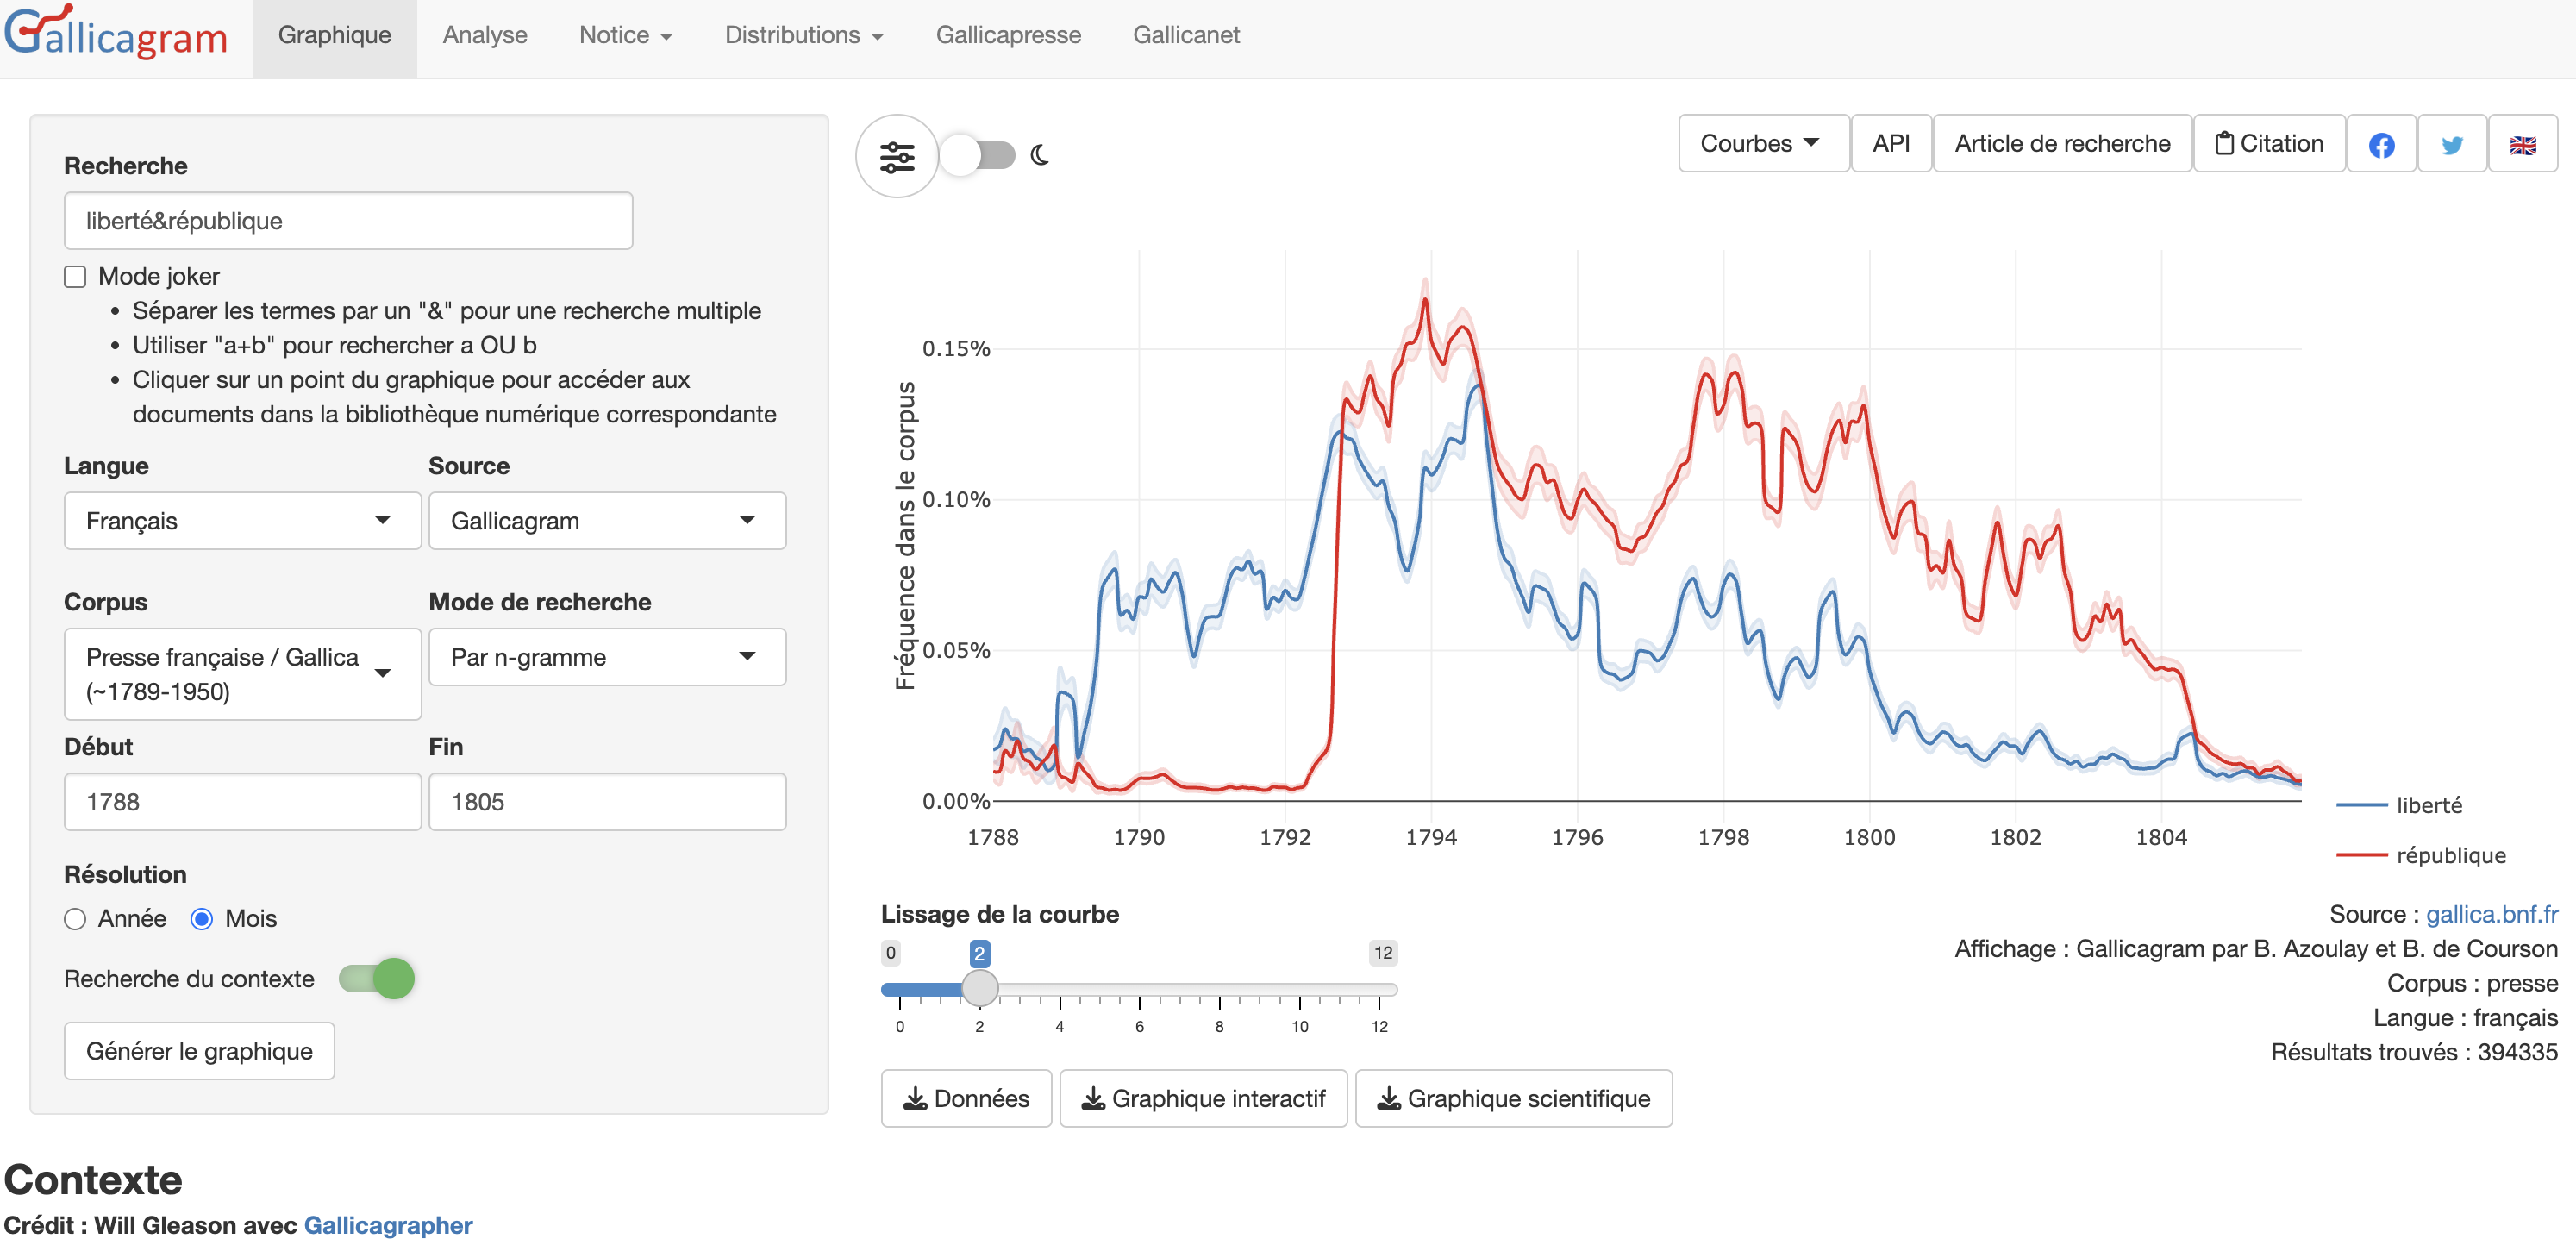 Gallicagram
Graphique Analyse Notice Distributions Gallicapresse Gallicanet
Recherche
liberté&république
Mode joker
• Séparer les termes par un "&" pour une recherche multiple
• Utiliser "a+b" pour rechercher a OU b
• Cliquer sur un point du graphique pour accéder aux
documents dans la bibliothèque numérique correspondante
Langue Source
Français Gallicagram
Corpus Mode de recherche
Presse française / Gallica
(~1789-1950)
Par n-gramme
Début Fin
1788 1805
Résolution
Année Mois
Recherche du contexte
Générer le graphique
Courbes API Article de recherche Citation
Fréquence dans le corpus
0.15%
0.10%
0.05%
0.00%
1788 1790 1792 1794 1796 1798 1800 1802 1804
liberté
république
Lissage de la courbe
0 2 12
0 2 4 6 8 10 12
Données Graphique interactif Graphique scientifique
Source : gallica.bnf.fr
Affichage : Gallicagram par B. Azoulay et B. de Courson
Corpus : presse
Langue : français
Résultats trouvés : 394335
Contexte
Crédit : Will Gleason avec Gallicagrapher